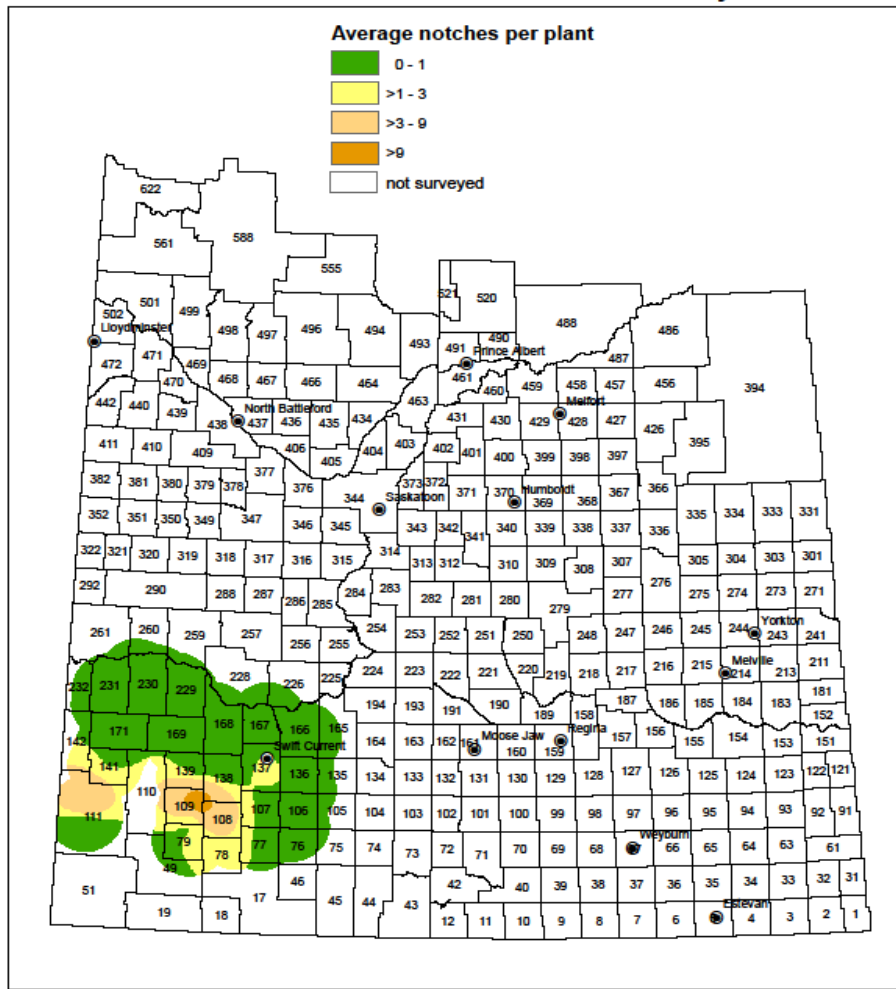 Average notches per plant
0 - 1
>1 - 3
>3 - 9
>9
not surveyed
622
561 588
555
521 520
501 499 488 486
502 498 497 496 494
Lloydminster 493 491 490
Prince Albert 487
472 471 469 461
470 468 467 466 464 460 459 458 457 456 394
442 440 439 463
North Battleford Melfort
438 437 436 435 434 431 430 429 428 427 426
411 410 409 406 405 404 403 402 401 400 399 398 397 395
377
382 381 380 379 378 376 373 372 371 370 Humboldt 369 368 367 366
344 Saskatoon
352 351 350 349 347 346 345 343 342 341 340 339 338 337 336 335 334 333 331
322 321 320 319 318 317 316 315 314 313 312 310 309 308 307 305 304 303 301
292 290 288 287 286 285 284 283 282 281 280 279 277 276 275 274 273 271
261 260 259 257 256 255 254 253 252 251 250 248 247 246 245 244 Yorkton 243 241
232 231 230 229 228 226 225 224 223 222 221 220 219 218 217 216 215 Melville 214 213 211
194 193 191 190 189 158 187 186 185 184 183 181
152
142 171 169 168 167 166 165 164 163 162 161 Moose Jaw 160 Regina 159 157 156 155 154 153 151
Swift Current
141 139 138 137 136 135 134 133 132 131 130 129 128 127 126 125 124 123 122 121
110
111 109 108 107 106 105 104 103 102 101 100 99 98 97 96 95 94 93 92 91
Weyburn
79 78 77 76 75 74 73 72 71 70 69 68 66 65 64 63 61
49
51 46 45 44 43 42 40 39 38 37 36 35 34 33 32 31
19 18 17 12 11 10 9 8 7 6 Estevan 4 3 2 1